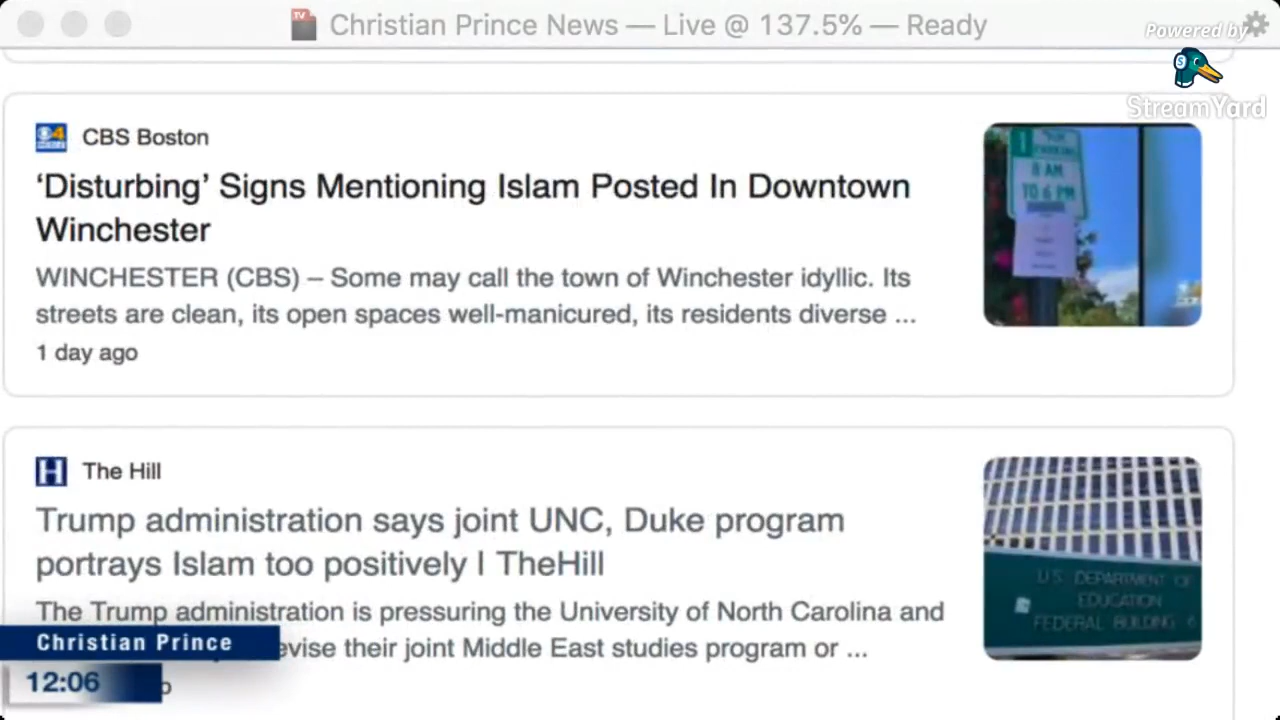 Christian Prince News — Live @ 137.5% — Ready
Powered by
StreamYard
CBS Boston
‘Disturbing’ Signs Mentioning Islam Posted In Downtown
Winchester
WINCHESTER (CBS) – Some may call the town of Winchester idyllic. Its
streets are clean, its open spaces well-manicured, its residents diverse ...
1 day ago
8 AM
TO 6 PM
The Hill
Trump administration says joint UNC, Duke program
portrays Islam too positively | TheHill
The Trump administration is pressuring the University of North Carolina and
evise their joint Middle East studies program or ...
U.S. DEPARTMENT OF
EDUCATION
FEDERAL BUILDING 6
Christian Prince
12:06